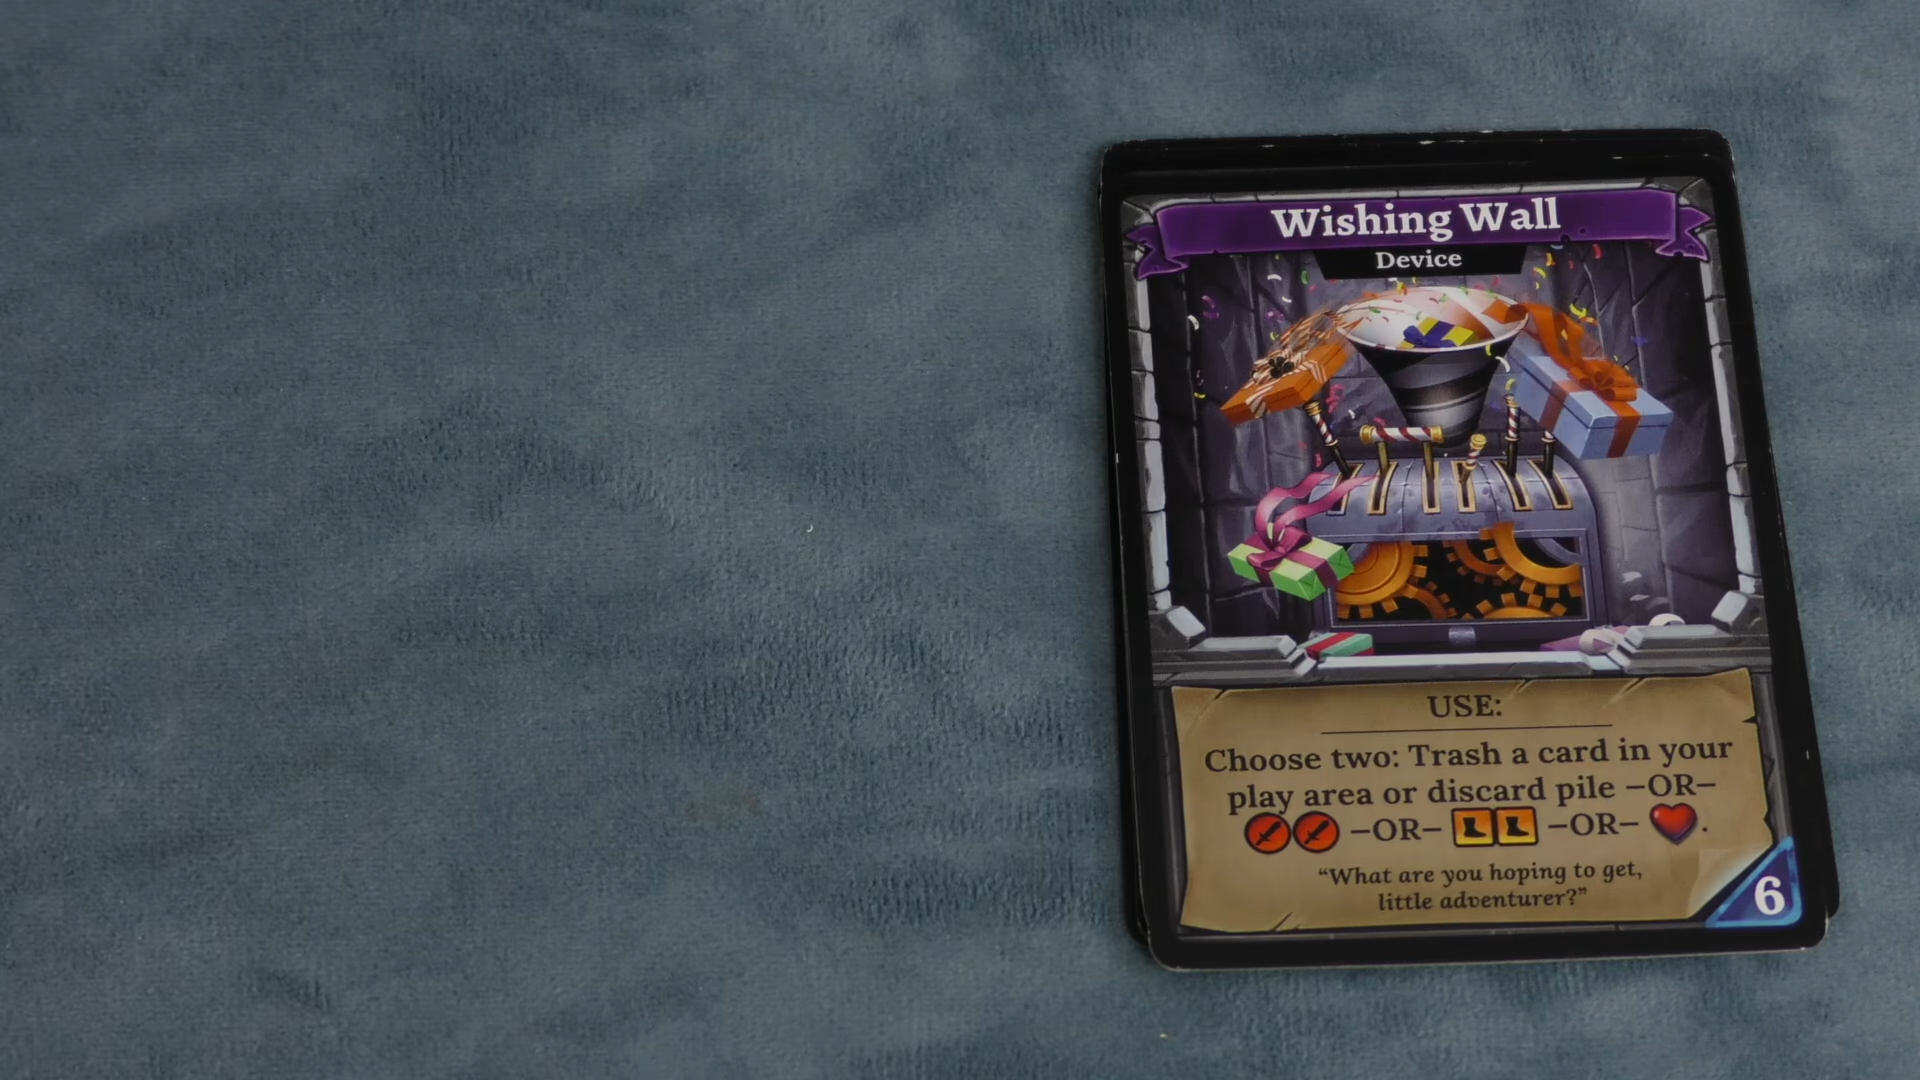 Wishing Wall
Device
USE:
Choose two: Trash a card in your
play area or discard pile –OR–
–OR– –OR– .
“What are you hoping to get,
little adventurer?”
6